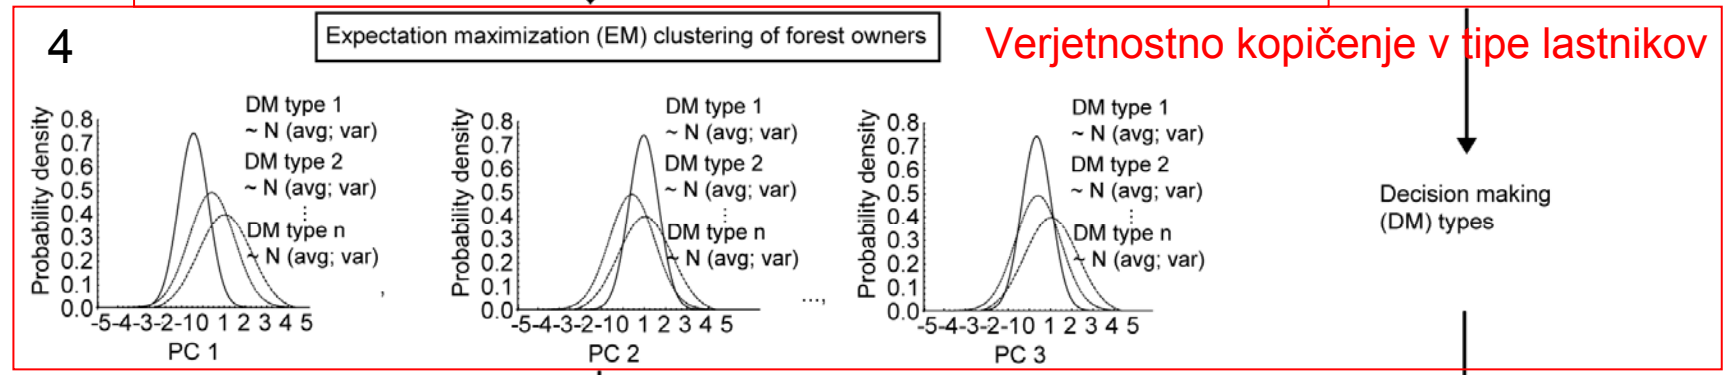 4
Expectation maximization (EM) clustering of forest owners
Verjetnostno kopičenje v tipe lastnikov
Probability density
0.8
0.7
0.6
0.5
0.4
0.3
0.2
0.1
0.0
-5-4-3-2-10 1 2 3 4 5
PC 1
DM type 1
~ N (avg; var)
DM type 2
~ N (avg; var)
⋮
DM type n
~ N (avg; var)
,
Probability density
0.8
0.7
0.6
0.5
0.4
0.3
0.2
0.1
0.0
-5-4-3-2-10 1 2 3 4 5
PC 2
DM type 1
~ N (avg; var)
DM type 2
~ N (avg; var)
⋮
DM type n
~ N (avg; var)
...,
Probability density
0.8
0.7
0.6
0.5
0.4
0.3
0.2
0.1
0.0
-5-4-3-2-10 1 2 3 4 5
PC 3
DM type 1
~ N (avg; var)
DM type 2
~ N (avg; var)
⋮
DM type n
~ N (avg; var)
Decision making
(DM) types